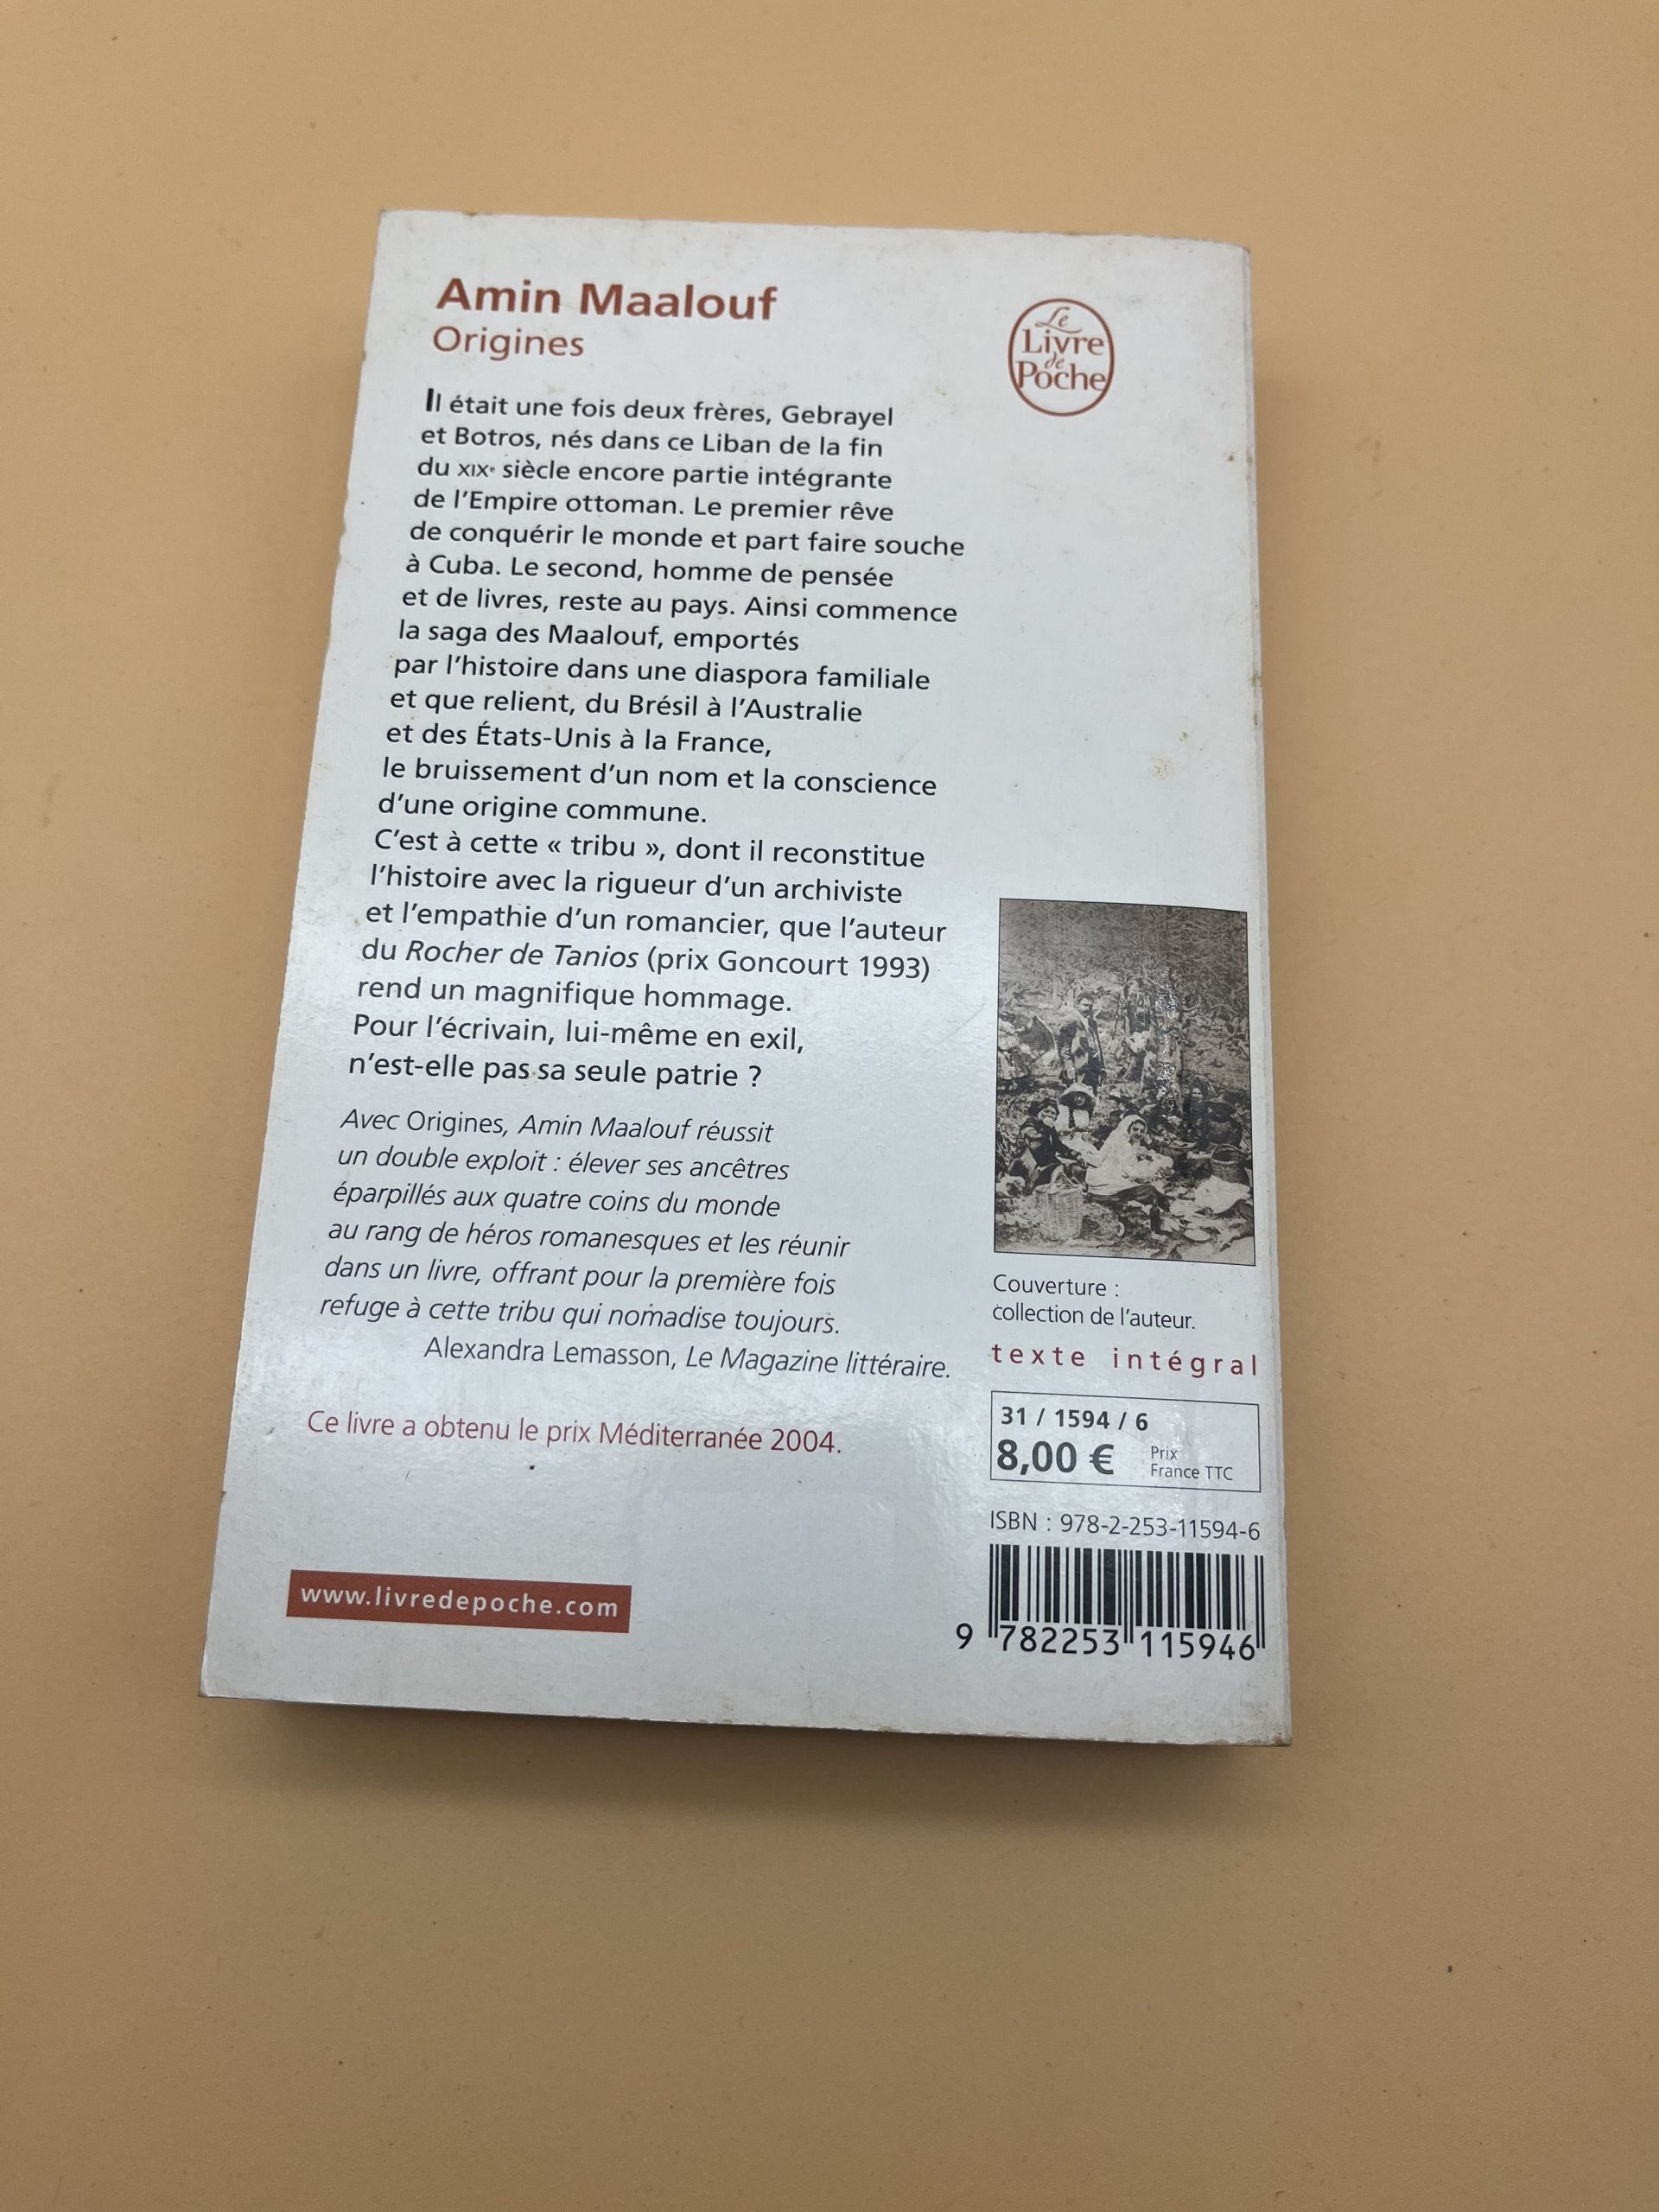 Amin Maalouf
Origines
Le
Livre
de
Poche
Il était une fois deux frères, Gebrayel
et Botros, nés dans ce Liban de la fin
du XIXe siècle encore partie intégrante
de l'Empire ottoman. Le premier rêve
de conquérir le monde et part faire souche
à Cuba. Le second, homme de pensée
et de livres, reste au pays. Ainsi commence
la saga des Maalouf, emportés
par l'histoire dans une diaspora familiale
et que relient, du Brésil à l'Australie
et des États-Unis à la France,
le bruissement d'un nom et la conscience
d'une origine commune.
C'est à cette « tribu », dont il reconstitue
l'histoire avec la rigueur d'un archiviste
et l'empathie d'un romancier, que l'auteur
du Rocher de Tanios (prix Goncourt 1993)
rend un magnifique hommage.
Pour l'écrivain, lui-même en exil,
n'est-elle pas sa seule patrie ?
Avec Origines, Amin Maalouf réussit
un double exploit : élever ses ancêtres
éparpillés aux quatre coins du monde
au rang de héros romanesques et les réunir
dans un livre, offrant pour la première fois
refuge à cette tribu qui nomadise toujours.
Alexandra Lemasson, Le Magazine littéraire.
Ce livre a obtenu le prix Méditerranée 2004.
www.livredepoche.com
Couverture :
collection de l'auteur.
texte intégral
31 / 1594 / 6
8,00 € Prix
France TTC
ISBN : 978-2-253-11594-6
9 782253 115946